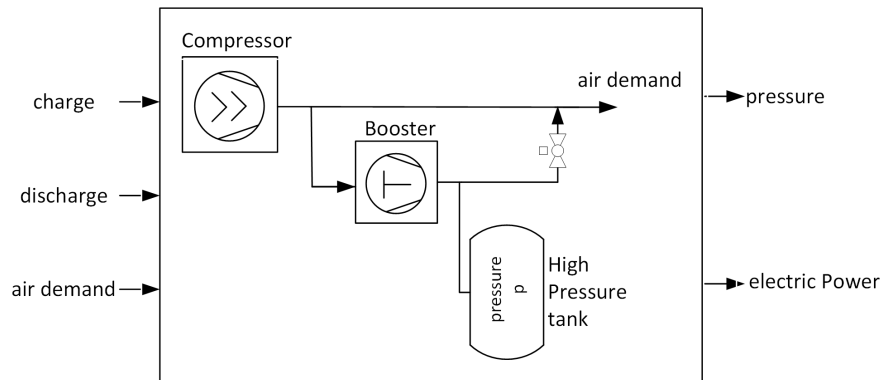 Compressor
air demand
charge
pressure
Booster
discharge
air demand
electric Power
pressure
p
High
Pressure
tank